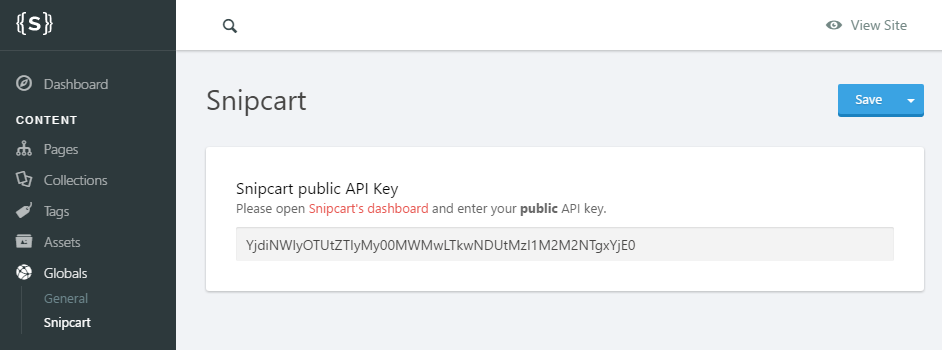 {{S}}
View Site
Dashboard
CONTENT
Pages
Collections
Tags
Assets
Globals
General
Snipcart
Snipcart
Save
Snipcart public API Key
Please open Snipcart's dashboard and enter your public API key.
YjdiNWIyOTUtZTIyMy00MWMwLTkwNDUtMzI1M2M2NTgxYjE0